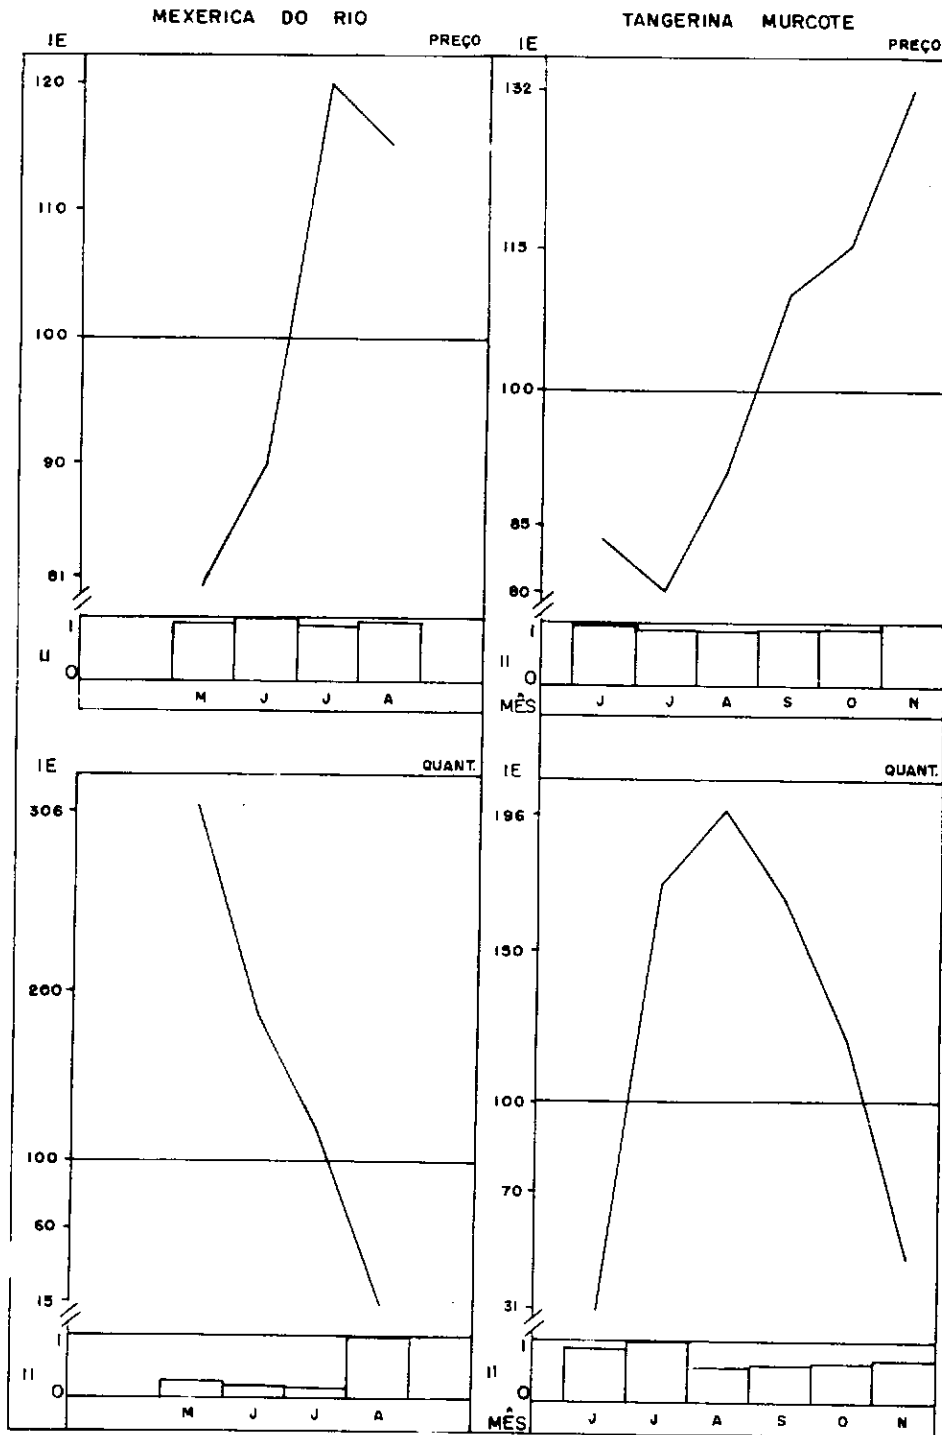 MEXERICA DO RIO
IE PREÇO
120
110
100
90
81
1
II
0
M J J A
TANGERINA MURCOTE
IE PREÇO
132
115
100
85
80
1
II
0
MÊS J J A S O N
IE QUANT.
306
200
100
60
15
1
II
0
M J J A
IE QUANT.
196
150
100
70
31
1
II
0
MÊS J J A S O N